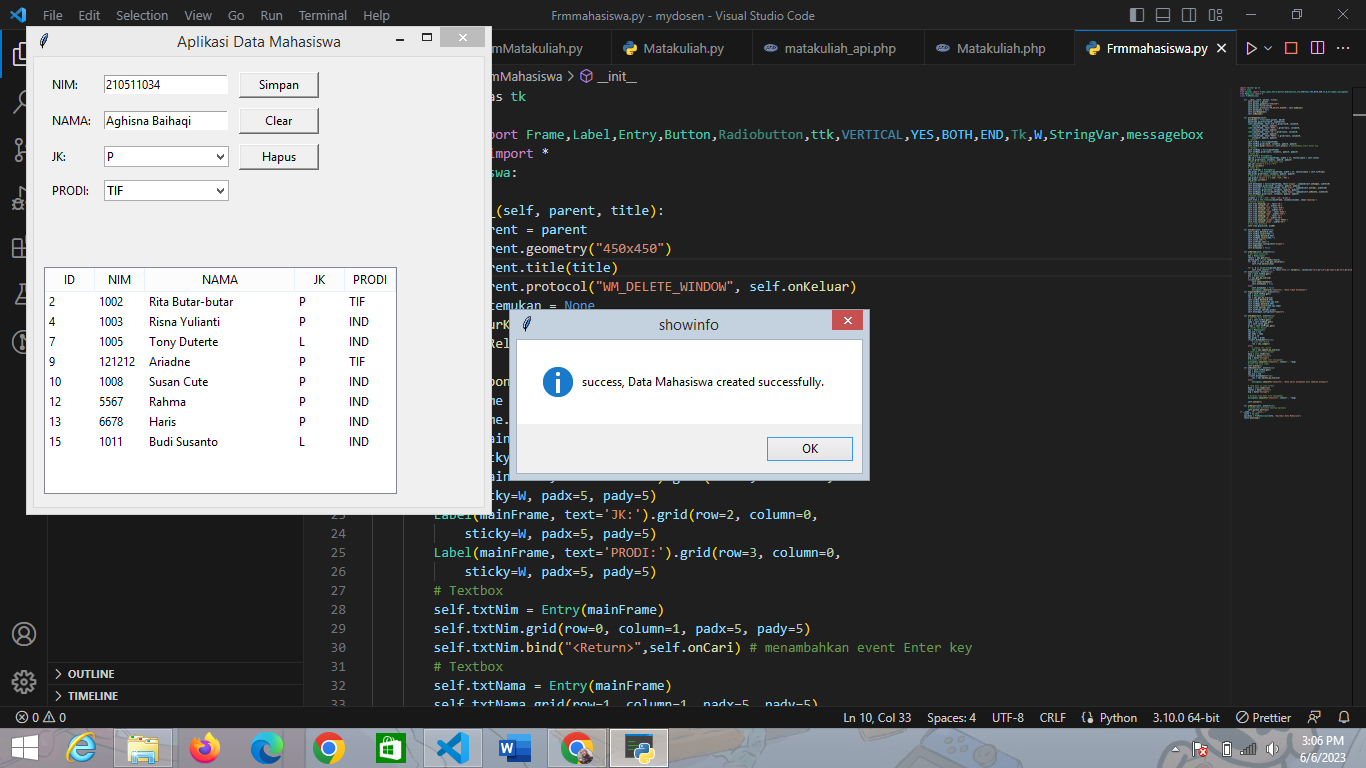 File Edit Selection View Go Run Terminal Help
Frmmahasiswa.py - mydosen - Visual Studio Code
mMatakuliah.py Matakuliah.py matakuliah_api.php Matakuliah.php Frmmahasiswa.py
mMahasiswa > __init__
as tk
port Frame,Label,Entry,Button,Radiobutton,ttk,VERTICAL,YES,BOTH,END,Tk,W,StringVar,messagebox
import *
swa:
_(self, parent, title):
rent = parent
rent.geometry("450x450")
rent.title(title)
rent.protocol("WM_DELETE_WINDOW", self.onKeluar)
temukan = None
sticky=W, padx=5, pady=5)
23 Label(mainFrame, text='JK:').grid(row=2, column=0,
24 sticky=W, padx=5, pady=5)
25 Label(mainFrame, text='PRODI:').grid(row=3, column=0,
26 sticky=W, padx=5, pady=5)
27 # Textbox
28 self.txtNim = Entry(mainFrame)
29 self.txtNim.grid(row=0, column=1, padx=5, pady=5)
30 self.txtNim.bind("<Return>",self.onCari) # menambahkan event Enter key
31 # Textbox
32 self.txtNama = Entry(mainFrame)
33 self.txtNama.grid(row=1, column=1, padx=5, pady=5)
Aplikasi Data Mahasiswa
NIM: 210511034 Simpan
NAMA: Aghisna Baihaqi Clear
JK: P Hapus
PRODI: TIF
ID NIM NAMA JK PRODI
2 1002 Rita Butar-butar P TIF
4 1003 Risna Yulianti P IND
7 1005 Tony Duterte L IND
9 121212 Ariadne P TIF
10 1008 Susan Cute P IND
12 5567 Rahma P IND
13 6678 Haris P IND
15 1011 Budi Susanto L IND
showinfo
success, Data Mahasiswa created successfully.
OK
OUTLINE
TIMELINE
0 0 Ln 10, Col 33 Spaces: 4 UTF-8 CRLF Python 3.10.0 64-bit Prettier
3:06 PM
6/6/2023